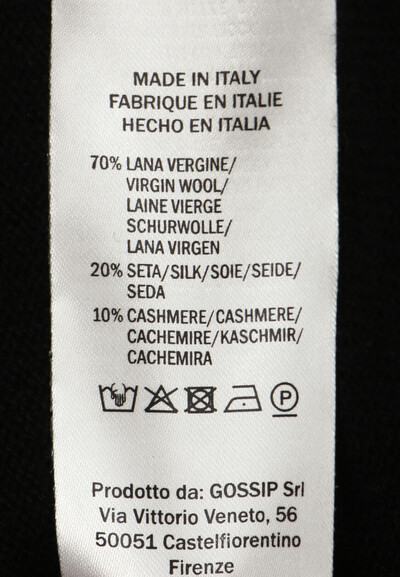 MADE IN ITALY
FABRIQUE EN ITALIE
HECHO EN ITALIA
70% LANA VERGINE/
VIRGIN WOOL/
LAINE VIERGE
SCHURWOLLE/
LANA VIRGEN
20% SETA/SILK/SOIE/SEIDE/
SEDA
10% CASHMERE/CASHMERE/
CACHEMIRE/KASCHMIR/
CACHEMIRA
P
Prodotto da: GOSSIP Srl
Via Vittorio Veneto, 56
50051 Castelfiorentino
Firenze